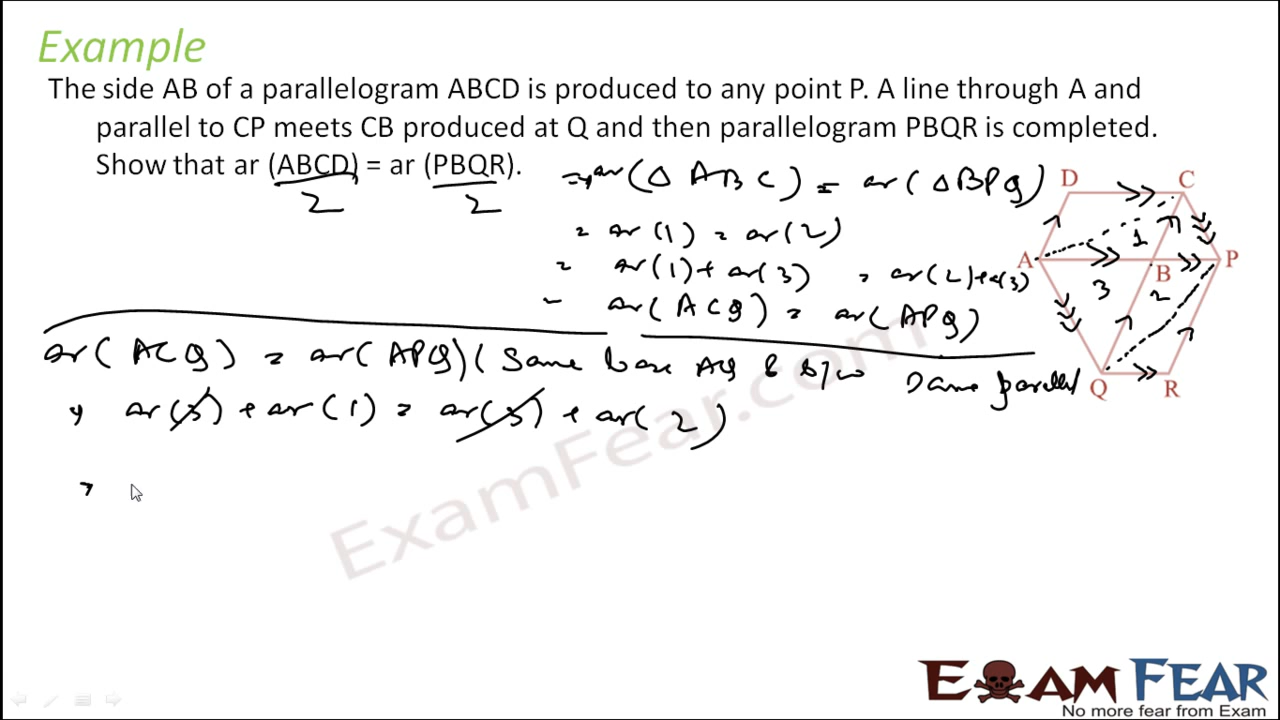 Example
The side AB of a parallelogram ABCD is produced to any point P. A line through A and
parallel to CP meets CB produced at Q and then parallelogram PBQR is completed.
Show that ar (ABCD) = ar (PBQR).
2 2
⇒ ar(Δ ABC) = ar(ΔBPQ)
= ar(1) = ar(2)
= ar(1)+ ar(3) = ar(2)+ar(3)
= ar(ACQ) = ar(APQ)
ar(ACQ) = ar(APQ) (Same base AQ & b/w Same parallel
ar(3) + ar(1) = ar(3) + ar(2)
D C
1
A B P
3 2
Q R
ExamFear.com
EXAM FEAR
No more fear from Exam